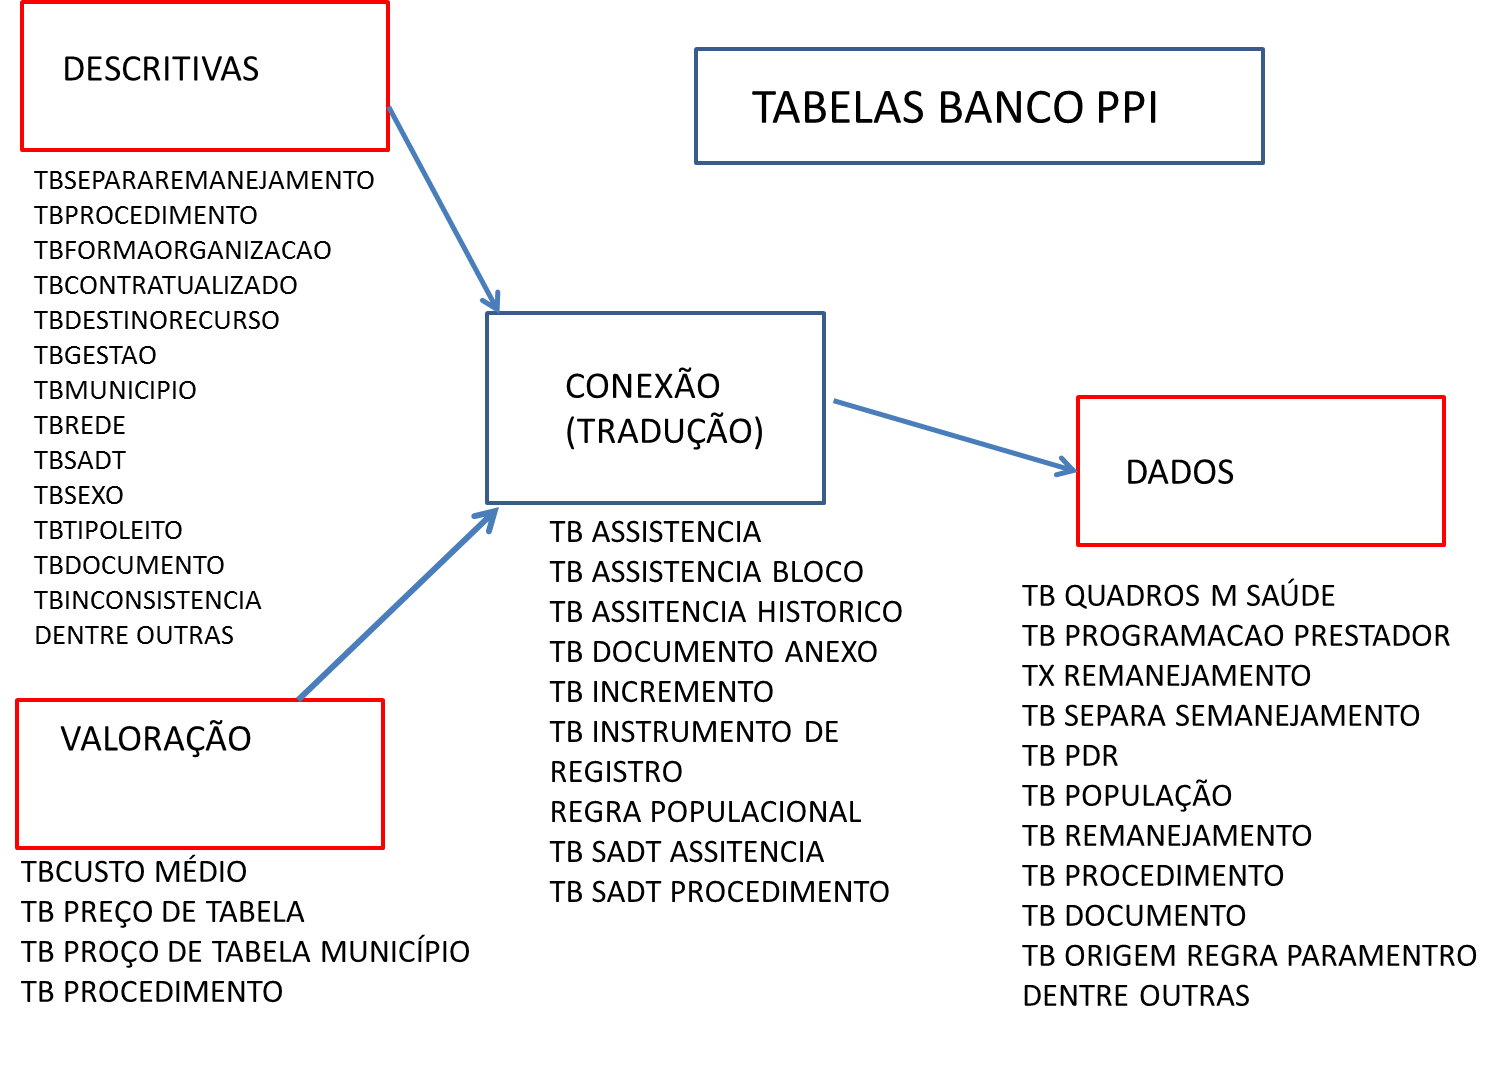 TABELAS BANCO PPI
DESCRITIVAS
TBSEPARAREMANEJAMENTO
TBPROCEDIMENTO
TBFORMAORGANIZACAO
TBCONTRATUALIZADO
TBDESTINORECURSO
TBGESTAO
TBMUNICIPIO
TBREDE
TBSADT
TBSEXO
TBTIPOLEITO
TBDOCUMENTO
TBINCONSISTENCIA
DENTRE OUTRAS
VALORAÇÃO
TBCUSTO MÉDIO
TB PREÇO DE TABELA
TB PROÇO DE TABELA MUNICÍPIO
TB PROCEDIMENTO
CONEXÃO
(TRADUÇÃO)
TB ASSISTENCIA
TB ASSISTENCIA BLOCO
TB ASSITENCIA HISTORICO
TB DOCUMENTO ANEXO
TB INCREMENTO
TB INSTRUMENTO DE
REGISTRO
REGRA POPULACIONAL
TB SADT ASSITENCIA
TB SADT PROCEDIMENTO
DADOS
TB QUADROS M SAÚDE
TB PROGRAMACAO PRESTADOR
TX REMANEJAMENTO
TB SEPARA SEMANEJAMENTO
TB PDR
TB POPULAÇÃO
TB REMANEJAMENTO
TB PROCEDIMENTO
TB DOCUMENTO
TB ORIGEM REGRA PARAMENTRO
DENTRE OUTRAS